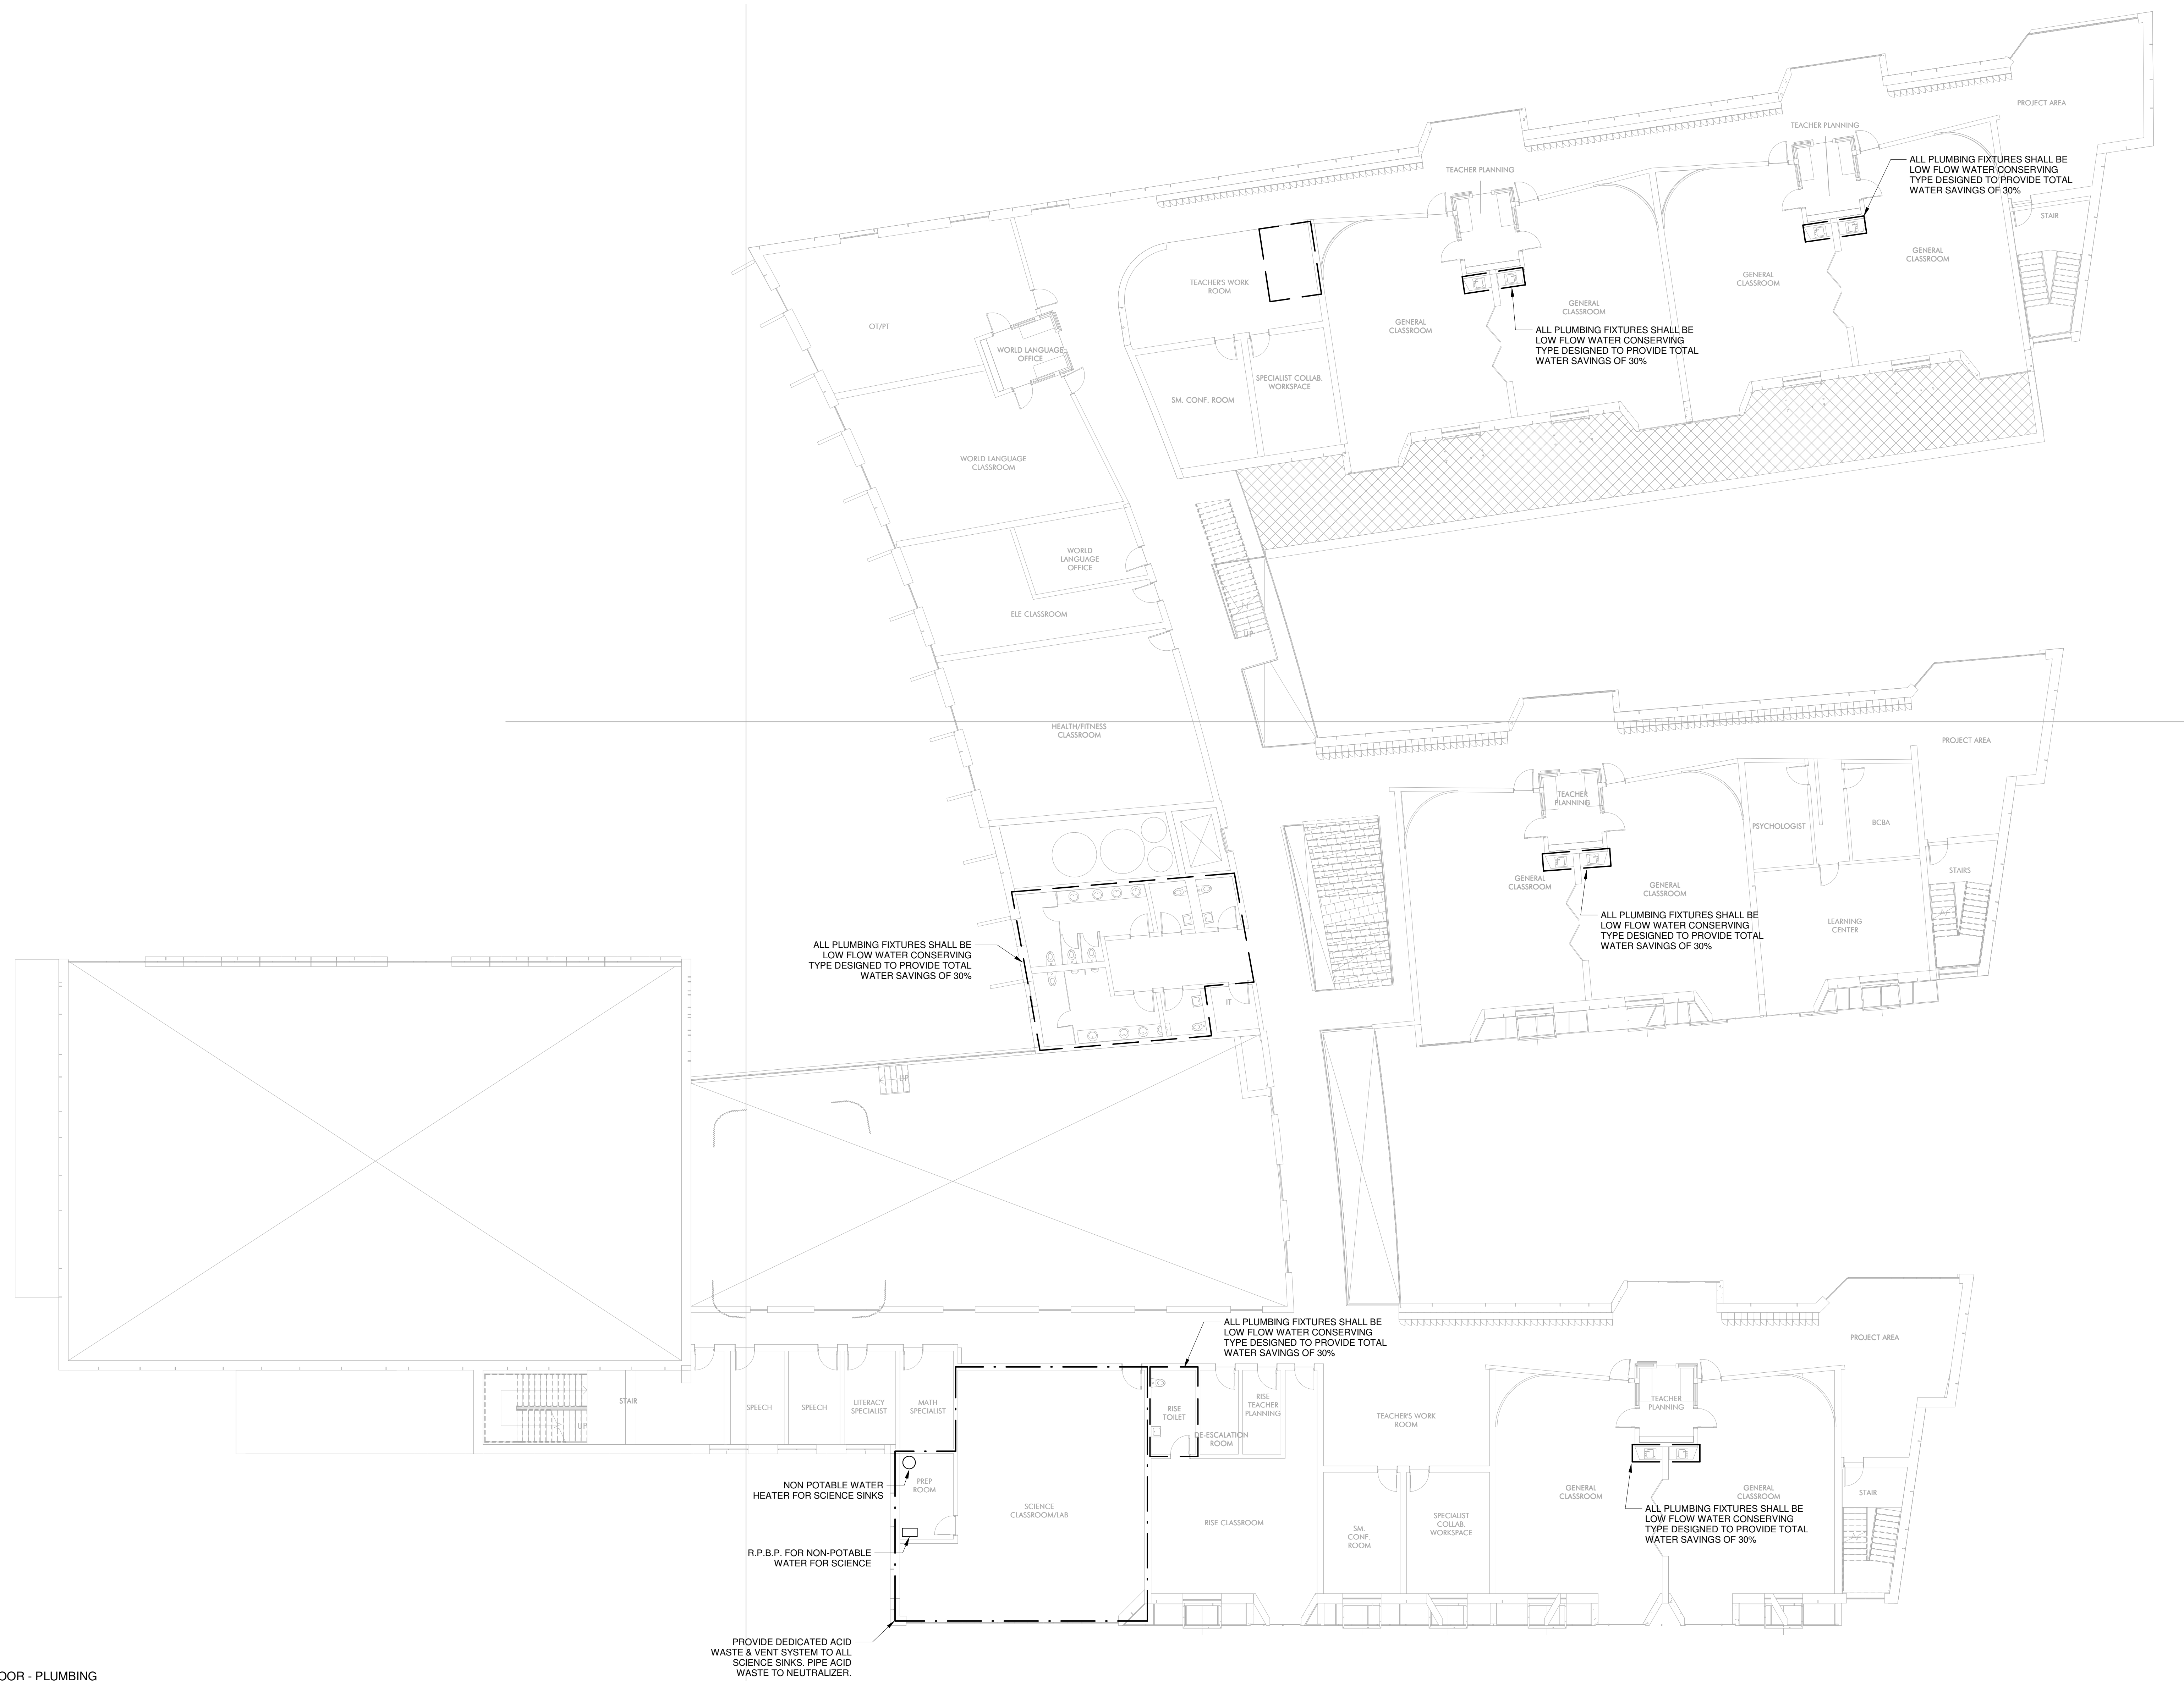 PROJECT AREA
TEACHER PLANNING
ALL PLUMBING FIXTURES SHALL BE
LOW FLOW WATER CONSERVING
TYPE DESIGNED TO PROVIDE TOTAL
WATER SAVINGS OF 30%
TEACHER PLANNING
STAIR
GENERAL
CLASSROOM
GENERAL
CLASSROOM
TEACHER'S WORK
ROOM
GENERAL
CLASSROOM
GENERAL
CLASSROOM
OT/PT
ALL PLUMBING FIXTURES SHALL BE
LOW FLOW WATER CONSERVING
TYPE DESIGNED TO PROVIDE TOTAL
WATER SAVINGS OF 30%
WORLD LANGUAGE
OFFICE
SPECIALIST COLLAB.
WORKSPACE
SM. CONF. ROOM
WORLD LANGUAGE
CLASSROOM
WORLD
LANGUAGE
OFFICE
ELE CLASSROOM
UP
HEALTH/FITNESS
CLASSROOM
PROJECT AREA
TEACHER
PLANNING
PSYCHOLOGIST
BCBA
STAIRS
GENERAL
CLASSROOM
GENERAL
CLASSROOM
ALL PLUMBING FIXTURES SHALL BE
LOW FLOW WATER CONSERVING
TYPE DESIGNED TO PROVIDE TOTAL
WATER SAVINGS OF 30%
LEARNING
CENTER
ALL PLUMBING FIXTURES SHALL BE
LOW FLOW WATER CONSERVING
TYPE DESIGNED TO PROVIDE TOTAL
WATER SAVINGS OF 30%
IT
UP
ALL PLUMBING FIXTURES SHALL BE
LOW FLOW WATER CONSERVING
TYPE DESIGNED TO PROVIDE TOTAL
WATER SAVINGS OF 30%
PROJECT AREA
STAIR
UP
SPEECH
SPEECH
LITERACY
SPECIALIST
MATH
SPECIALIST
RISE
TOILET
RISE
TEACHER
PLANNING
DE-ESCALATION
ROOM
TEACHER'S WORK
ROOM
TEACHER
PLANNING
NON POTABLE WATER
HEATER FOR SCIENCE SINKS
PREP
ROOM
SCIENCE
CLASSROOM/LAB
RISE CLASSROOM
SM.
CONF.
ROOM
SPECIALIST
COLLAB.
WORKSPACE
GENERAL
CLASSROOM
GENERAL
CLASSROOM
STAIR
ALL PLUMBING FIXTURES SHALL BE
LOW FLOW WATER CONSERVING
TYPE DESIGNED TO PROVIDE TOTAL
WATER SAVINGS OF 30%
R.P.B.P. FOR NON-POTABLE
WATER FOR SCIENCE
PROVIDE DEDICATED ACID
WASTE & VENT SYSTEM TO ALL
SCIENCE SINKS. PIPE ACID
WASTE TO NEUTRALIZER.
OOR - PLUMBING